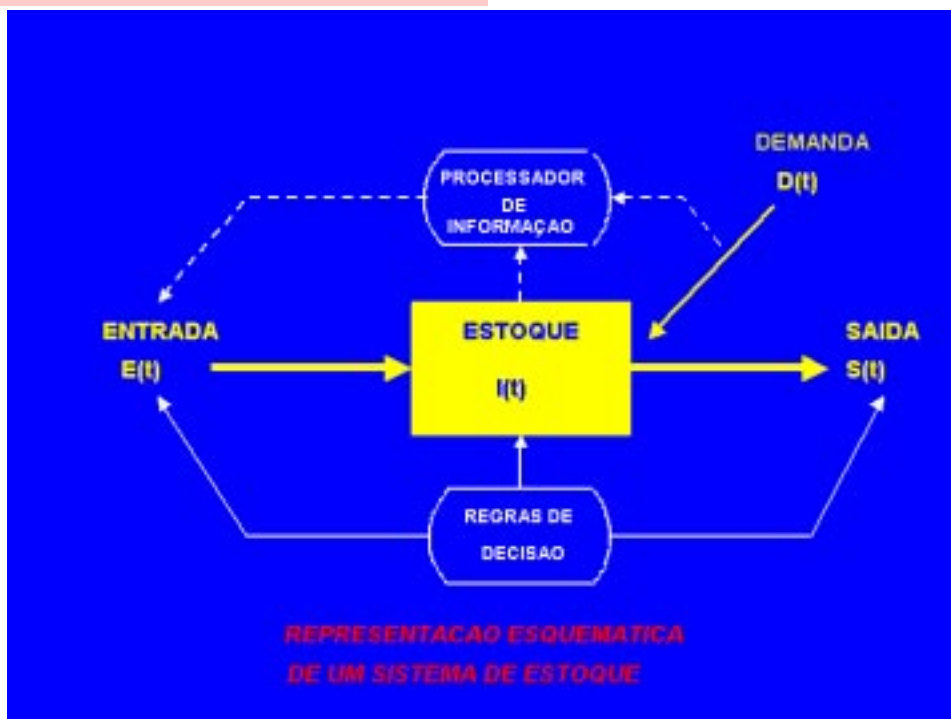 DEMANDA
D(t)
PROCESSADOR
DE
INFORMAÇAO
ENTRADA
E(t)
ESTOQUE
I(t)
SAIDA
S(t)
REGRAS DE
DECISAO
REPRESENTACAO ESQUEMATICA
DE UM SISTEMA DE ESTOQUE